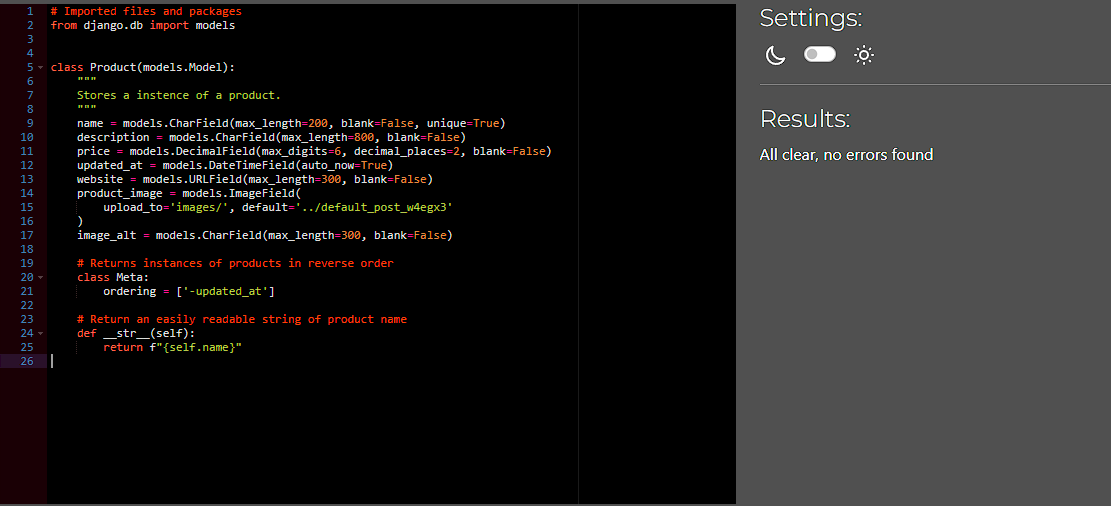 1 # Imported files and packages
2 from django.db import models
3
4
5 class Product(models.Model):
6     """
7     Stores a instence of a product.
8     """
9     name = models.CharField(max_length=200, blank=False, unique=True)
10     description = models.CharField(max_length=800, blank=False)
11     price = models.DecimalField(max_digits=6, decimal_places=2, blank=False)
12     updated_at = models.DateTimeField(auto_now=True)
13     website = models.URLField(max_length=300, blank=False)
14     product_image = models.ImageField(
15         upload_to='images/', default='../default_post_w4egx3'
16     )
17     image_alt = models.CharField(max_length=300, blank=False)
18
19     # Returns instances of products in reverse order
20     class Meta:
21         ordering = ['-updated_at']
22
23     # Return an easily readable string of product name
24     def __str__(self):
25         return f"{self.name}"
26
Settings:
Results:
All clear, no errors found